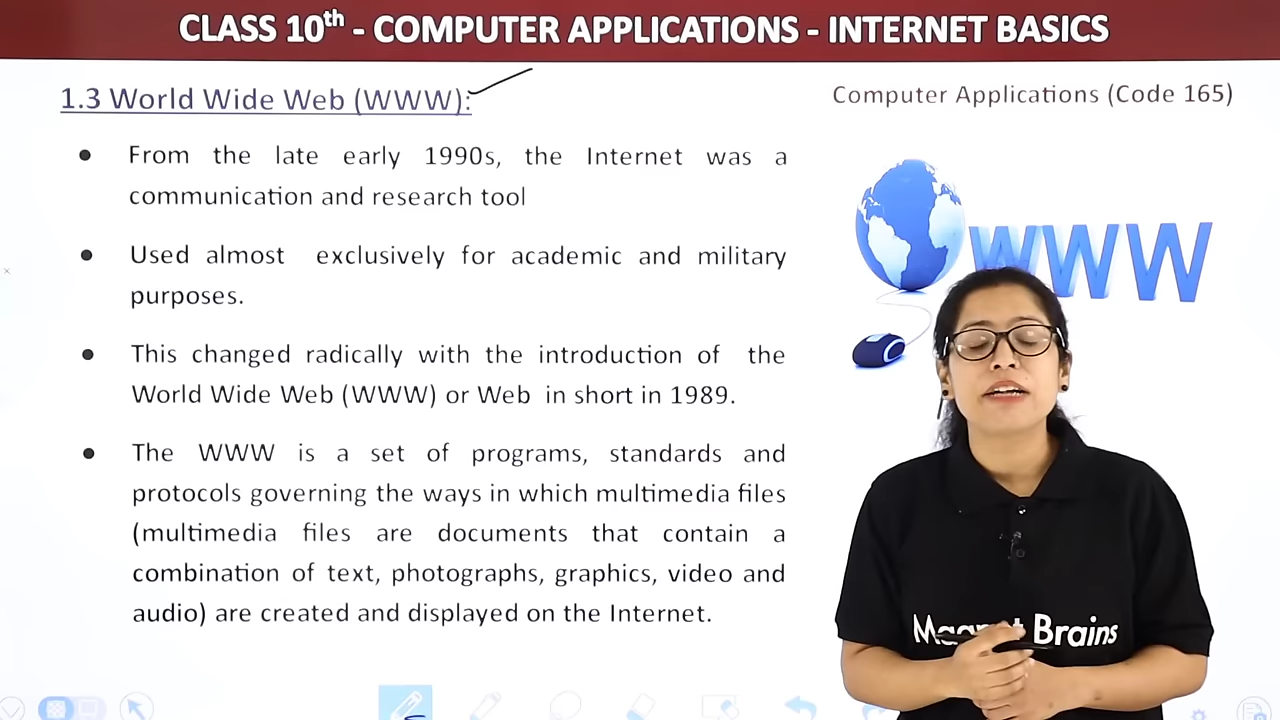 CLASS 10th - COMPUTER APPLICATIONS - INTERNET BASICS
1.3 World Wide Web (WWW):
Computer Applications (Code 165)
• From the late early 1990s, the Internet was a
communication and research tool
• Used almost exclusively for academic and military
purposes.
• This changed radically with the introduction of the
World Wide Web (WWW) or Web in short in 1989.
• The WWW is a set of programs, standards and
protocols governing the ways in which multimedia files
(multimedia files are documents that contain a
combination of text, photographs, graphics, video and
audio) are created and displayed on the Internet.
WWW
Magnet Brains